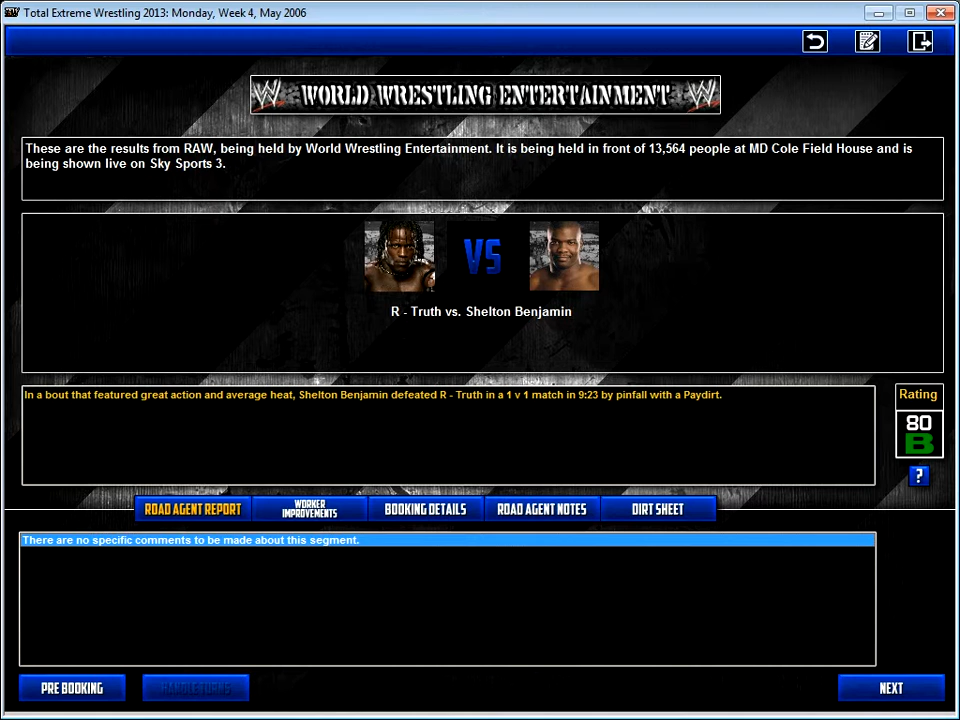 Total Extreme Wrestling 2013: Monday, Week 4, May 2006
WORLD WRESTLING ENTERTAINMENT
These are the results from RAW, being held by World Wrestling Entertainment. It is being held in front of 13,564 people at MD Cole Field House and is
being shown live on Sky Sports 3.
VS
R - Truth vs. Shelton Benjamin
In a bout that featured great action and average heat, Shelton Benjamin defeated R - Truth in a 1 v 1 match in 9:23 by pinfall with a Paydirt.
Rating
80
B
?
ROAD AGENT REPORT
WORKER
IMPROVEMENTS
BOOKING DETAILS
ROAD AGENT NOTES
DIRT SHEET
There are no specific comments to be made about this segment.
PRE BOOKING
HANDLE TURNS
NEXT